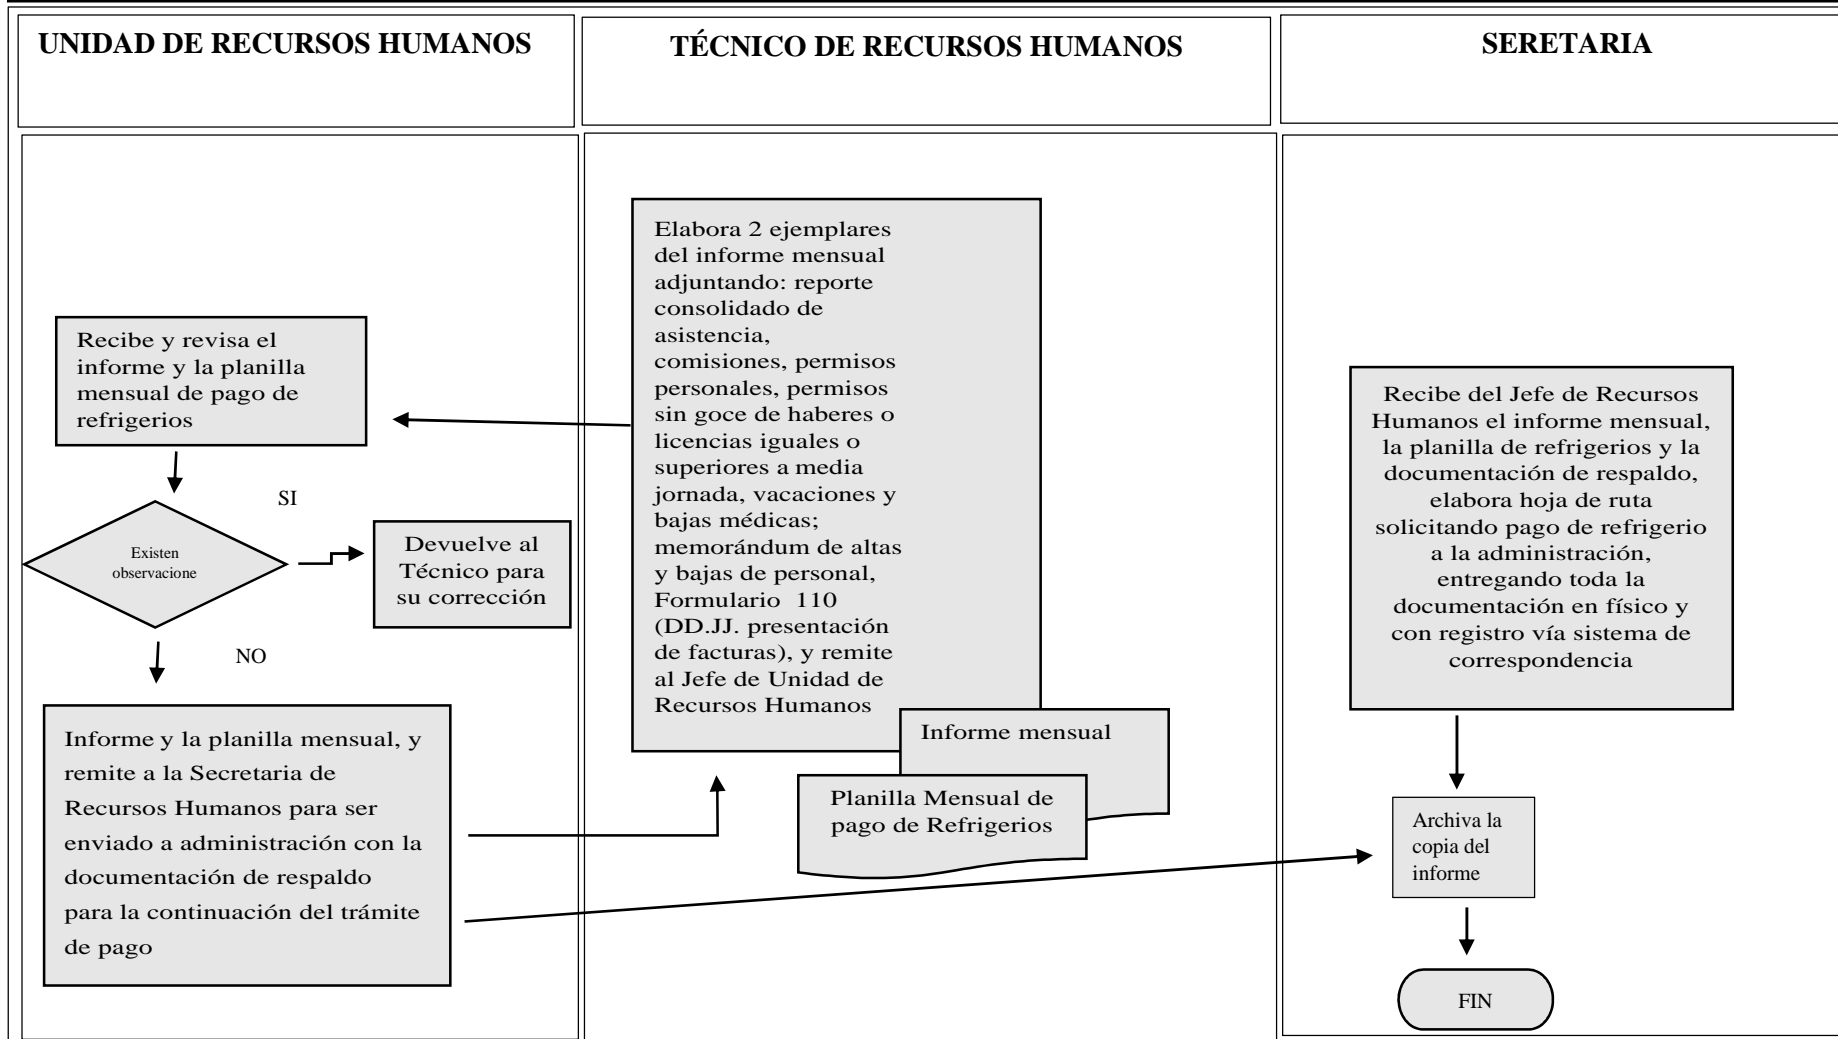 UNIDAD DE RECURSOS HUMANOS
TÉCNICO DE RECURSOS HUMANOS
SERETARIA
Recibe y revisa el
informe y la planilla
mensual de pago de
refrigerios
SI
Existen
observacione
Devuelve al
Técnico para
su corrección
NO
Informe y la planilla mensual, y
remite a la Secretaria de
Recursos Humanos para ser
enviado a administración con la
documentación de respaldo
para la continuación del trámite
de pago
Elabora 2 ejemplares
del informe mensual
adjuntando: reporte
consolidado de
asistencia,
comisiones, permisos
personales, permisos
sin goce de haberes o
licencias iguales o
superiores a media
jornada, vacaciones y
bajas médicas;
memorándum de altas
y bajas de personal,
Formulario 110
(DD.JJ. presentación
de facturas), y remite
al Jefe de Unidad de
Recursos Humanos
Informe mensual
Planilla Mensual de
pago de Refrigerios
Recibe del Jefe de Recursos
Humanos el informe mensual,
la planilla de refrigerios y la
documentación de respaldo,
elabora hoja de ruta
solicitando pago de refrigerio
a la administración,
entregando toda la
documentación en físico y
con registro vía sistema de
correspondencia
Archiva la
copia del
informe
FIN